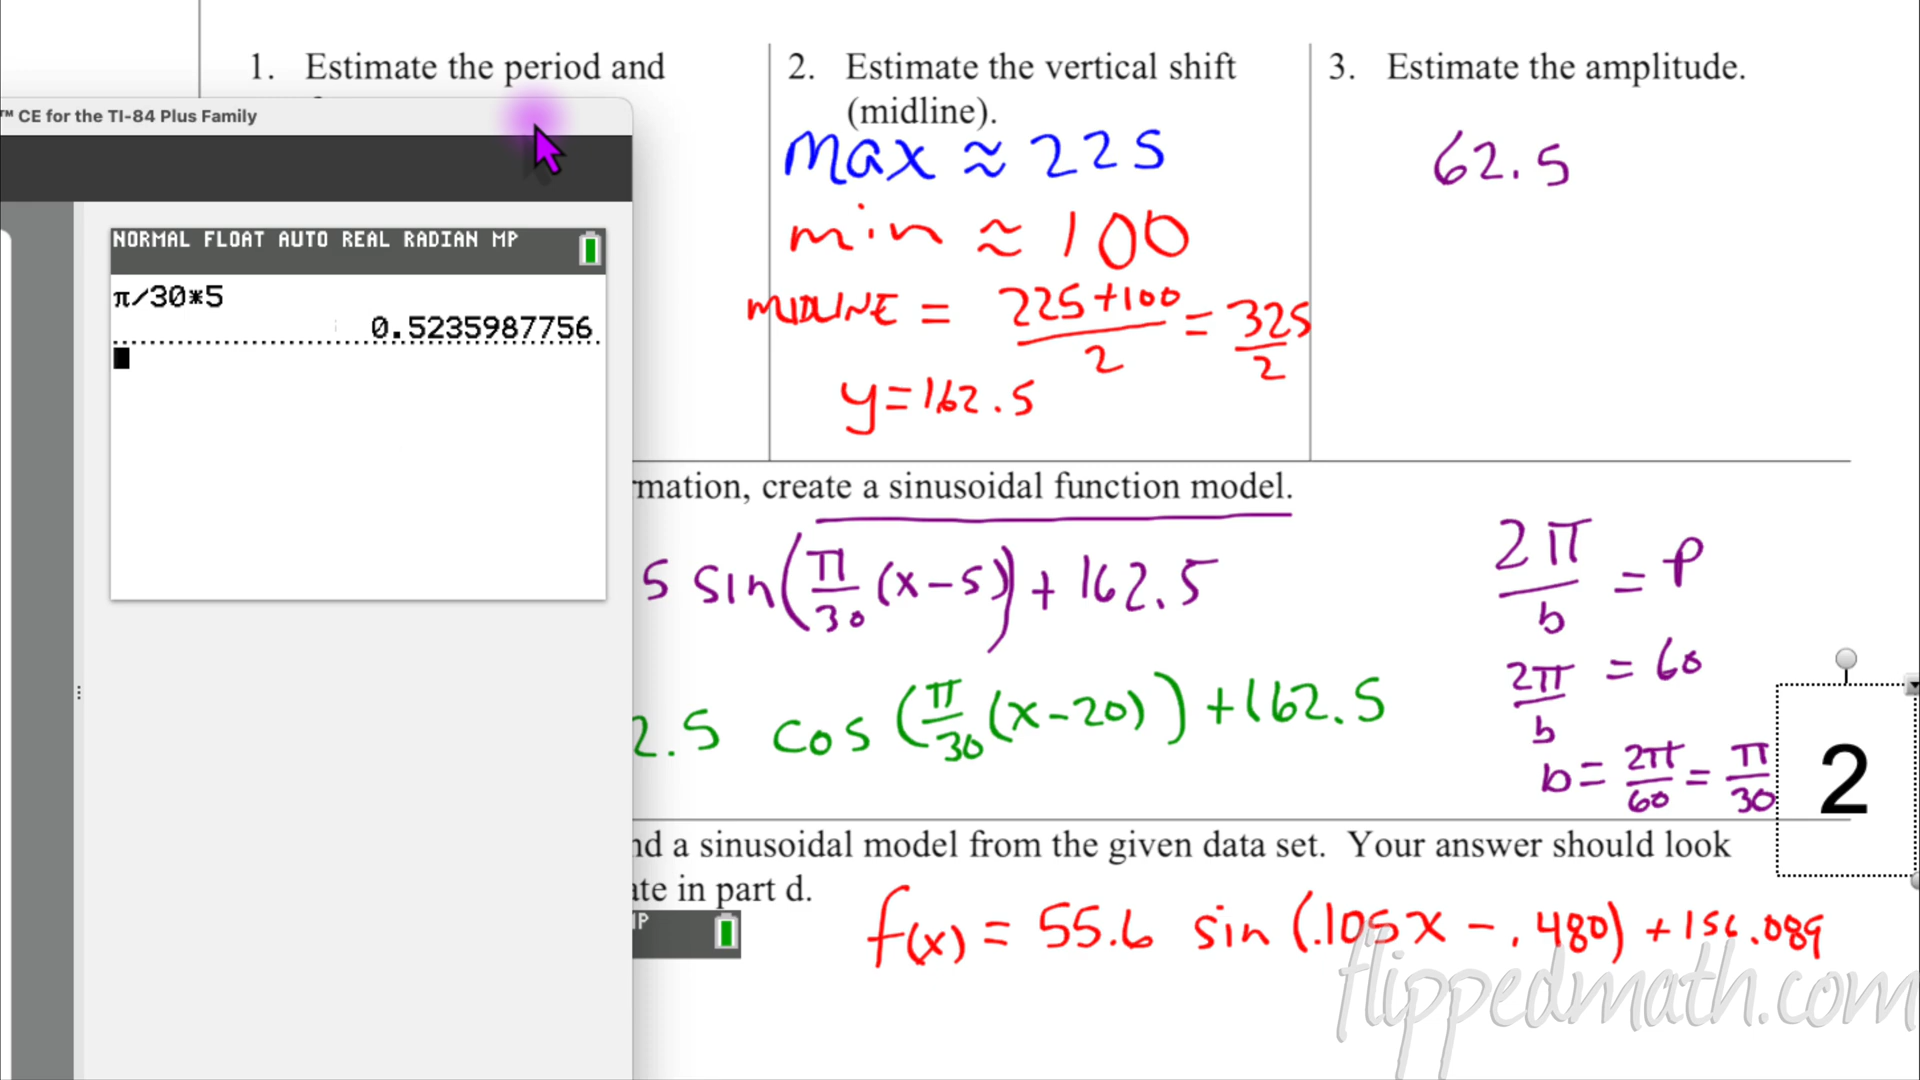 1. Estimate the period and
2. Estimate the vertical shift
(midline).
3. Estimate the amplitude.
™ CE for the TI-84 Plus Family
max ≈ 225
min ≈ 100
MIDLINE = 225+100/2 = 325/2
y=162.5
62.5
NORMAL FLOAT AUTO REAL RADIAN MP
π/30*5
0.5235987756
rmation, create a sinusoidal function model.
5 sin(π/30 (x-5)) + 162.5
2.5 cos (π/30 (x-20)) +162.5
2π/b = p
2π/b = 60
b = 2π/60 = π/30
2
nd a sinusoidal model from the given data set. Your answer should look
ate in part d.
MP
f(x) = 55.6 sin (.105x - .480) + 156.089
flippedmath.com